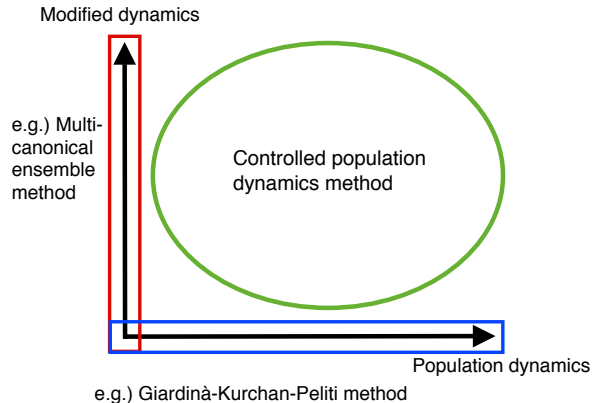 Modified dynamics
e.g.) Multi-
canonical
ensemble
method
Controlled population
dynamics method
Population dynamics
e.g.) Giardinà-Kurchan-Peliti method